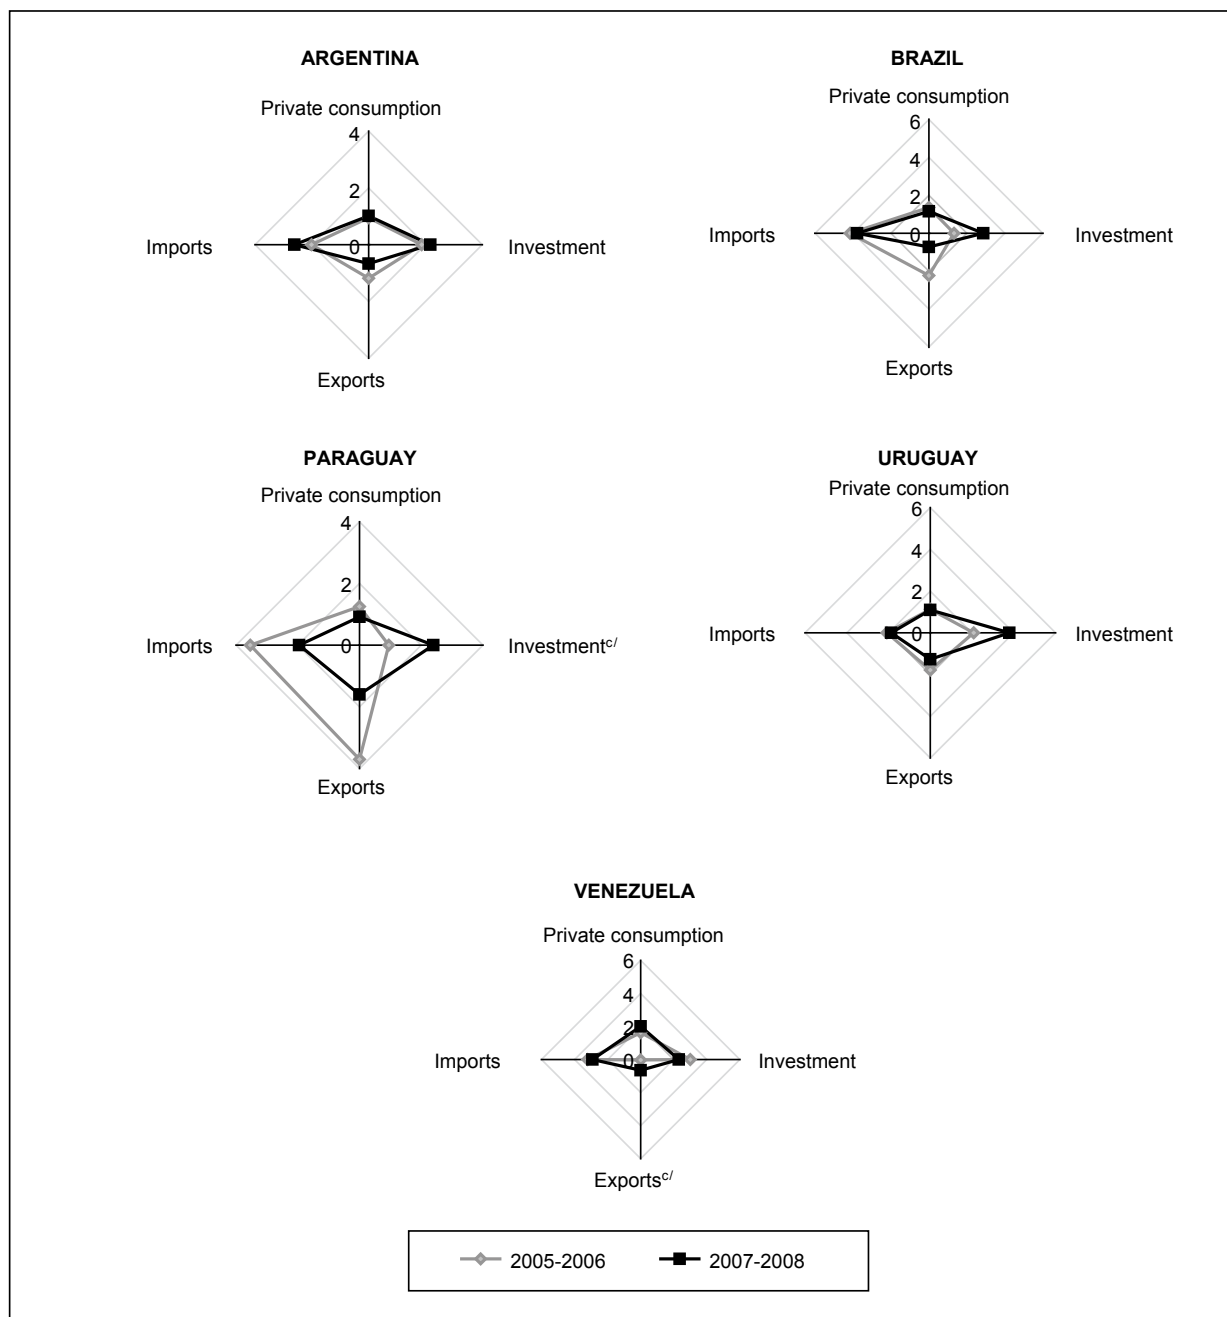 ARGENTINA
Private consumption
4
2
0
Imports
Investment
Exports
BRAZIL
Private consumption
6
4
2
0
Imports
Investment
Exports
PARAGUAY
Private consumption
4
2
0
Imports
Investment c/
Exports
URUGUAY
Private consumption
6
4
2
0
Imports
Investment
Exports
VENEZUELA
Private consumption
6
4
2
0
Imports
Investment
Exports c/
2005-2006
2007-2008